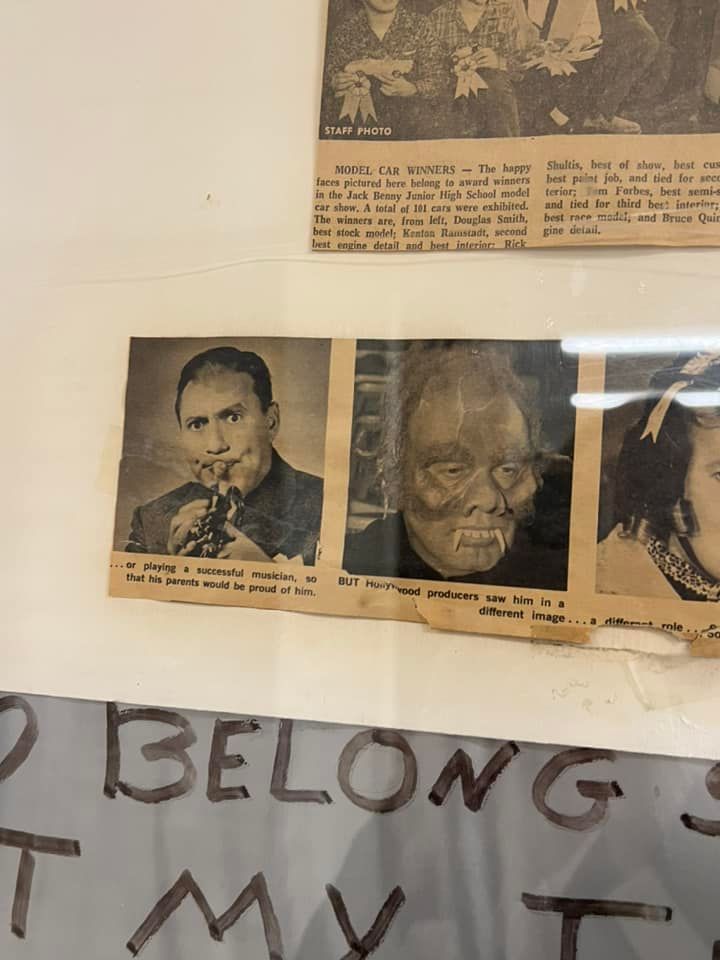 STAFF PHOTO
MODEL CAR WINNERS — The happy
faces pictured here belong to award winners
in the Jack Benny Junior High School model
car show. A total of 101 cars were exhibited.
The winners are, from left, Douglas Smith,
best stock model; Kenton Ramstadt, second
best engine detail and best interior; Rick
Shultis, best of show, best cus
best paint job, and tied for seco
terior; Tom Forbes, best semi-s
and tied for third best interior;
best race model; and Bruce Quir
gine detail.
...or playing a successful musician, so
that his parents would be proud of him.
BUT Hollywood producers saw him in a
different image...a different role...
BELONGS
T MY T